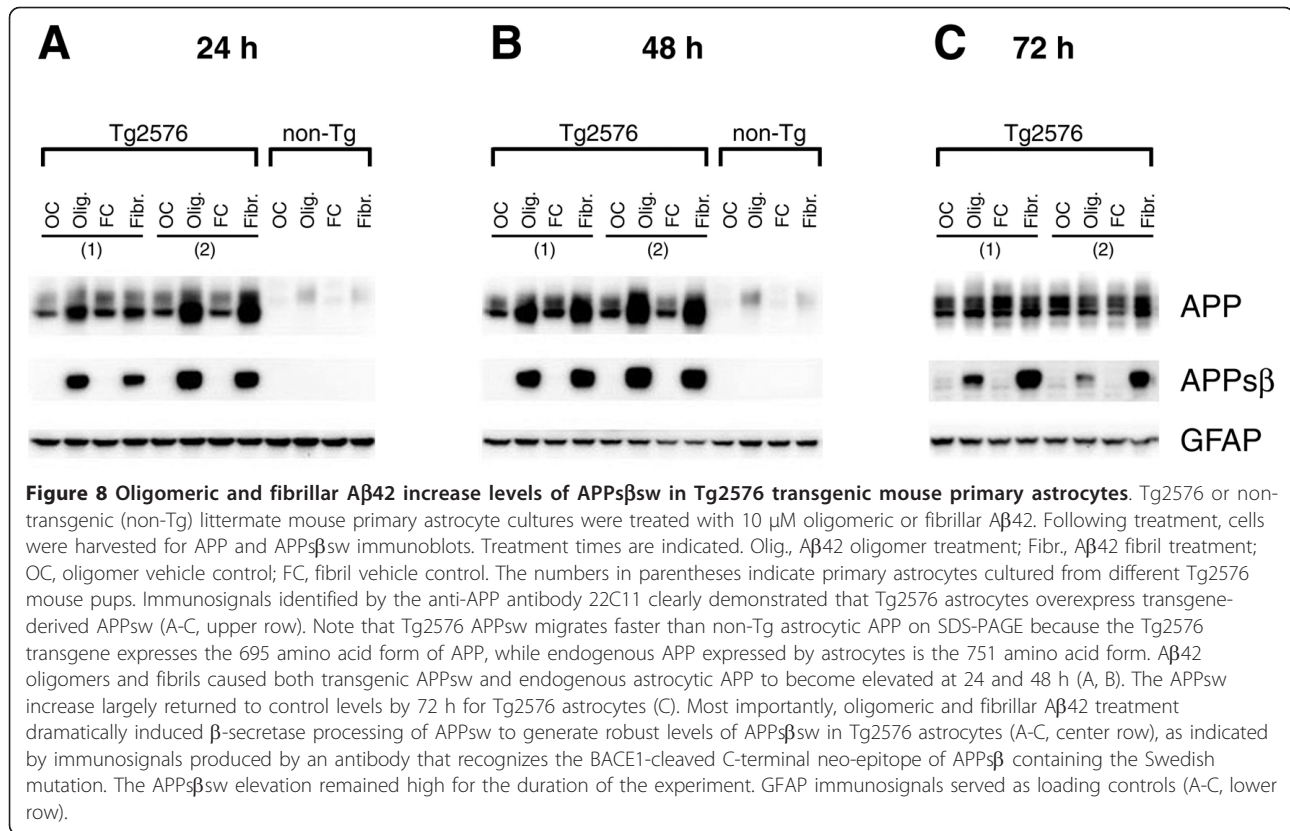 A 24 h
B 48 h
C 72 h
Tg2576 non-Tg
Tg2576 non-Tg
Tg2576
OC Olig. FC Fibr. OC Olig. FC Fibr. OC Olig. FC Fibr.
OC Olig. FC Fibr. OC Olig. FC Fibr. OC Olig. FC Fibr.
OC Olig. FC Fibr. OC Olig. FC Fibr.
(1) (2)
(1) (2)
(1) (2)
APP
APPsβ
GFAP
Figure 8 Oligomeric and fibrillar Aβ42 increase levels of APPsβsw in Tg2576 transgenic mouse primary astrocytes. Tg2576 or non-
transgenic (non-Tg) littermate mouse primary astrocyte cultures were treated with 10 μM oligomeric or fibrillar Aβ42. Following treatment, cells
were harvested for APP and APPsβsw immunoblots. Treatment times are indicated. Olig., Aβ42 oligomer treatment; Fibr., Aβ42 fibril treatment;
OC, oligomer vehicle control; FC, fibril vehicle control. The numbers in parentheses indicate primary astrocytes cultured from different Tg2576
mouse pups. Immunosignals identified by the anti-APP antibody 22C11 clearly demonstrated that Tg2576 astrocytes overexpress transgene-
derived APPsw (A-C, upper row). Note that Tg2576 APPsw migrates faster than non-Tg astrocytic APP on SDS-PAGE because the Tg2576
transgene expresses the 695 amino acid form of APP, while endogenous APP expressed by astrocytes is the 751 amino acid form. Aβ42
oligomers and fibrils caused both transgenic APPsw and endogenous astrocytic APP to become elevated at 24 and 48 h (A, B). The APPsw
increase largely returned to control levels by 72 h for Tg2576 astrocytes (C). Most importantly, oligomeric and fibrillar Aβ42 treatment
dramatically induced β-secretase processing of APPsw to generate robust levels of APPsβsw in Tg2576 astrocytes (A-C, center row), as indicated
by immunosignals produced by an antibody that recognizes the BACE1-cleaved C-terminal neo-epitope of APPsβ containing the Swedish
mutation. The APPsβsw elevation remained high for the duration of the experiment. GFAP immunosignals served as loading controls (A-C, lower
row).